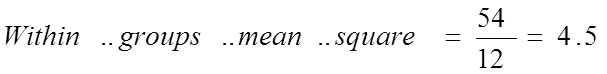 Within ..groups ..mean ..square = 54/12 = 4.5